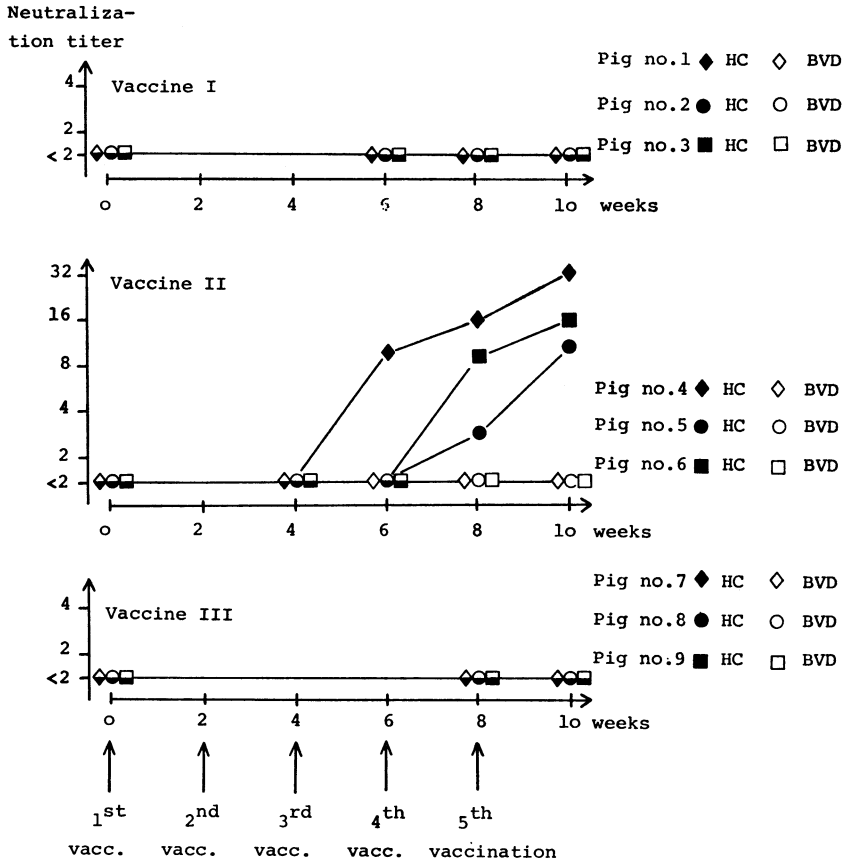 Neutraliza-
tion titer
Vaccine I
4
2
<2
o 2 4 6 8 lo weeks
Pig no.1 HC BVD
Pig no.2 HC BVD
Pig no.3 HC BVD
Vaccine II
32
16
8
4
2
<2
o 2 4 6 8 lo weeks
Pig no.4 HC BVD
Pig no.5 HC BVD
Pig no.6 HC BVD
Vaccine III
4
2
<2
o 2 4 6 8 lo weeks
Pig no.7 HC BVD
Pig no.8 HC BVD
Pig no.9 HC BVD
1st 2nd 3rd 4th 5th
vacc. vacc. vacc. vacc. vaccination